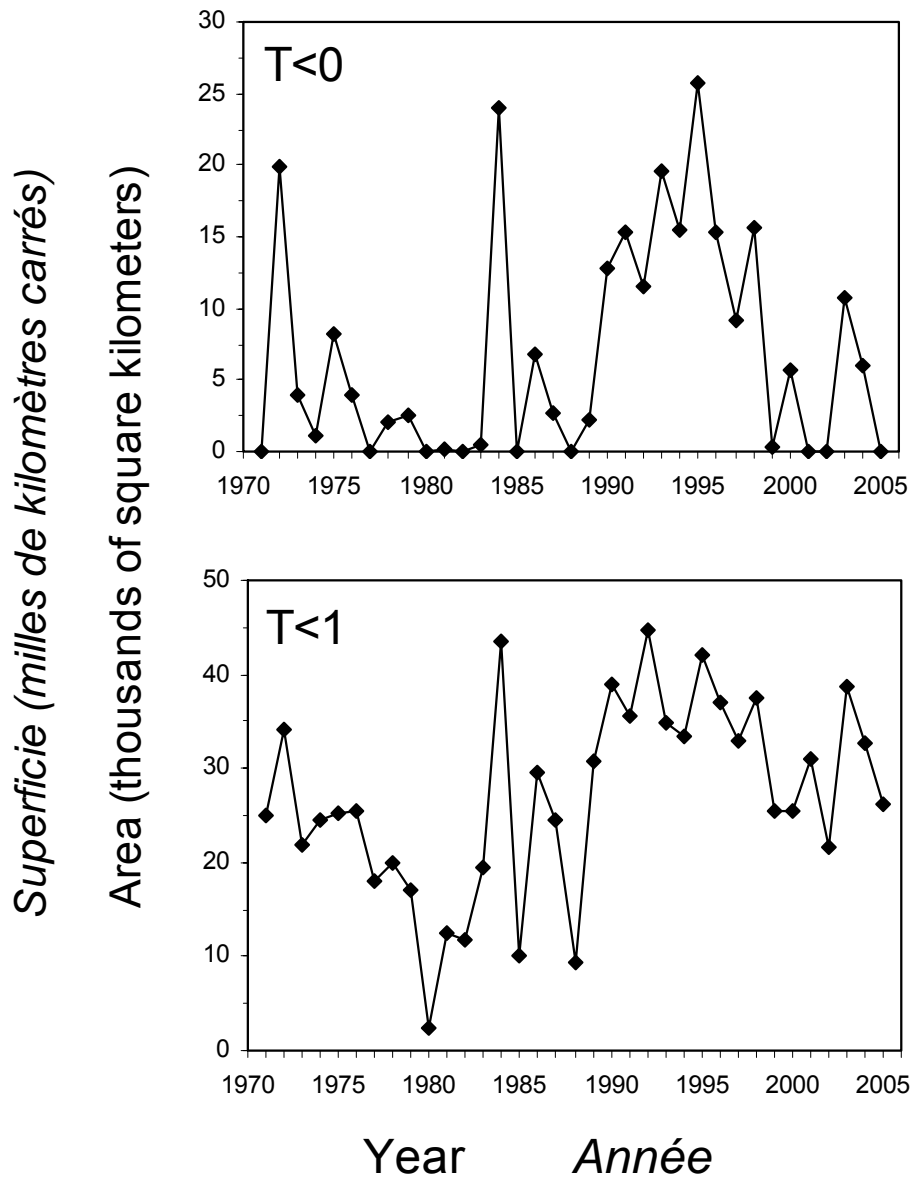 Superficie (milles de kilomètres carrés)
Area (thousands of square kilometers)
T<0
30
25
20
15
10
5
0
1970 1975 1980 1985 1990 1995 2000 2005
T<1
50
40
30
20
10
0
1970 1975 1980 1985 1990 1995 2000 2005
Year Année